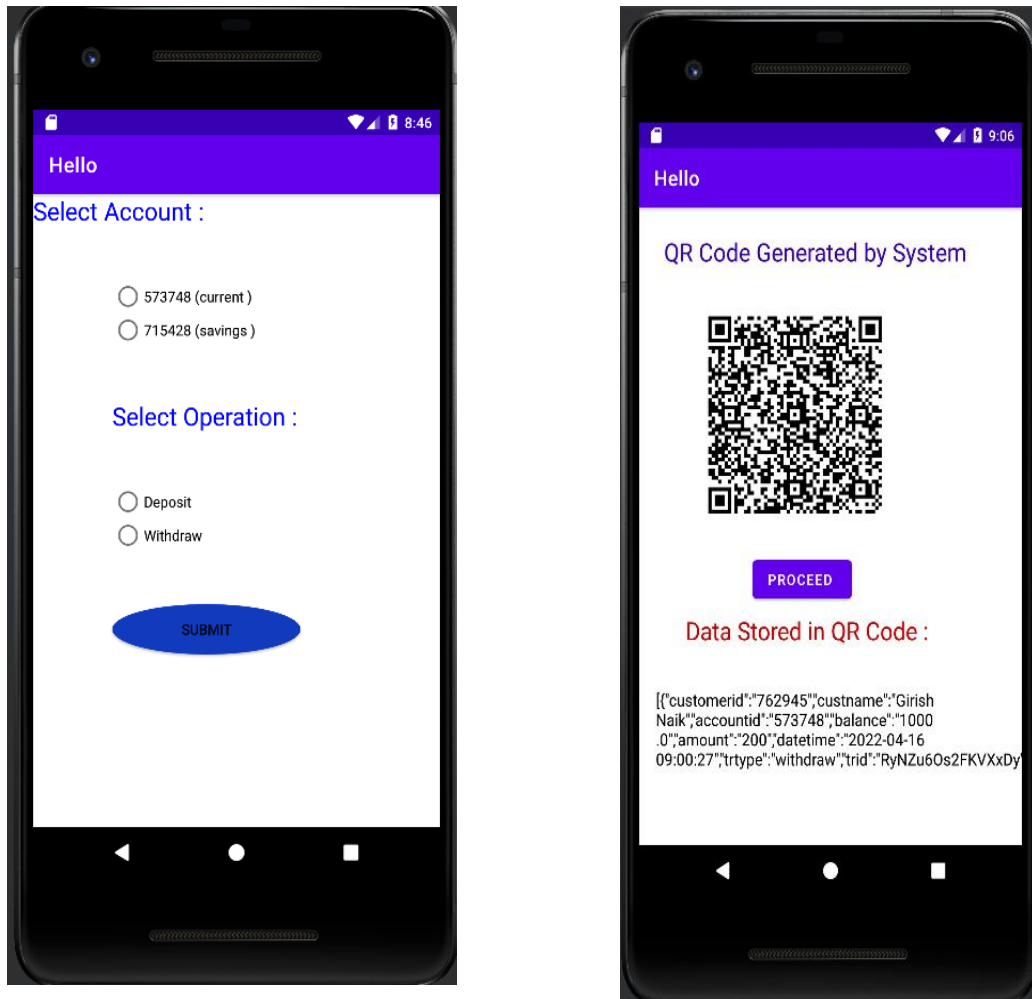 8:46
Hello
Select Account :
573748 (current )
715428 (savings )
Select Operation :
Deposit
Withdraw
SUBMIT
9:06
Hello
QR Code Generated by System
PROCEED
Data Stored in QR Code :
[{"customerid":"762945","custname":"Girish
Naik","accountid":"573748","balance":"1000
.0","amount":"200","datetime":"2022-04-16
09:00:27","trtype":"withdraw","trid":"RyNZu6Os2FKVXxDy"